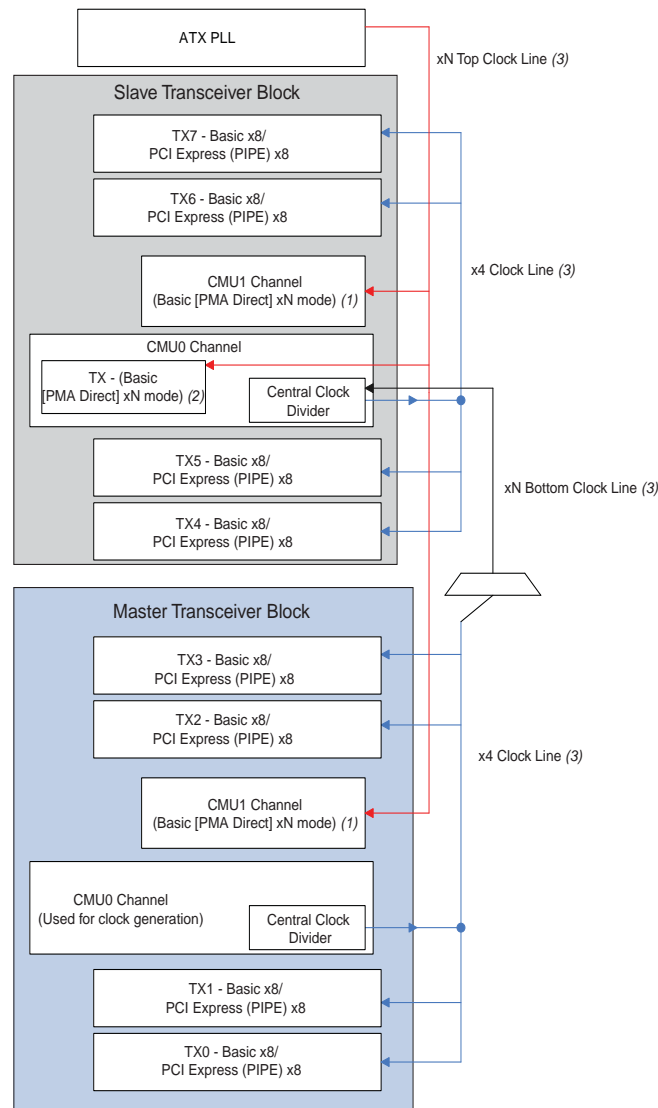 ATX PLL
xN Top Clock Line (3)
Slave Transceiver Block
TX7 - Basic x8/
PCI Express (PIPE) x8
TX6 - Basic x8/
PCI Express (PIPE) x8
x4 Clock Line (3)
CMU1 Channel
(Basic [PMA Direct] xN mode) (1)
CMU0 Channel
TX - (Basic
[PMA Direct] xN mode) (2)
Central Clock
Divider
TX5 - Basic x8/
PCI Express (PIPE) x8
xN Bottom Clock Line (3)
TX4 - Basic x8/
PCI Express (PIPE) x8
Master Transceiver Block
TX3 - Basic x8/
PCI Express (PIPE) x8
TX2 - Basic x8/
PCI Express (PIPE) x8
x4 Clock Line (3)
CMU1 Channel
(Basic [PMA Direct] xN mode) (1)
CMU0 Channel
(Used for clock generation)
Central Clock
Divider
TX1 - Basic x8/
PCI Express (PIPE) x8
TX0 - Basic x8/
PCI Express (PIPE) x8